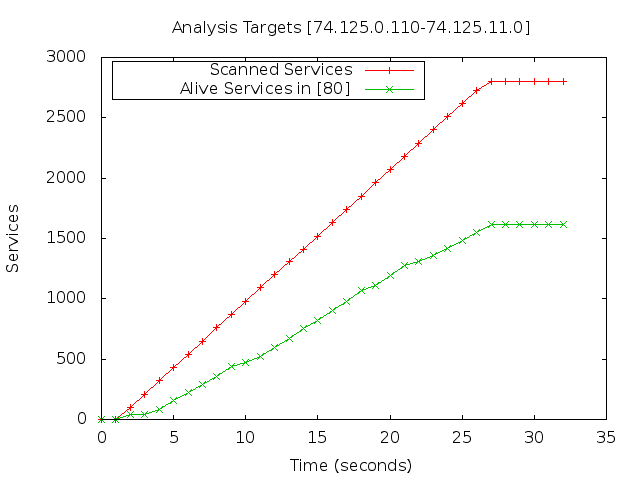 Analysis Targets [74.125.0.110-74.125.11.0]
3000
Scanned Services
Alive Services in [80]
2500
2000
1500
1000
500
0
Services
0 5 10 15 20 25 30 35
Time (seconds)